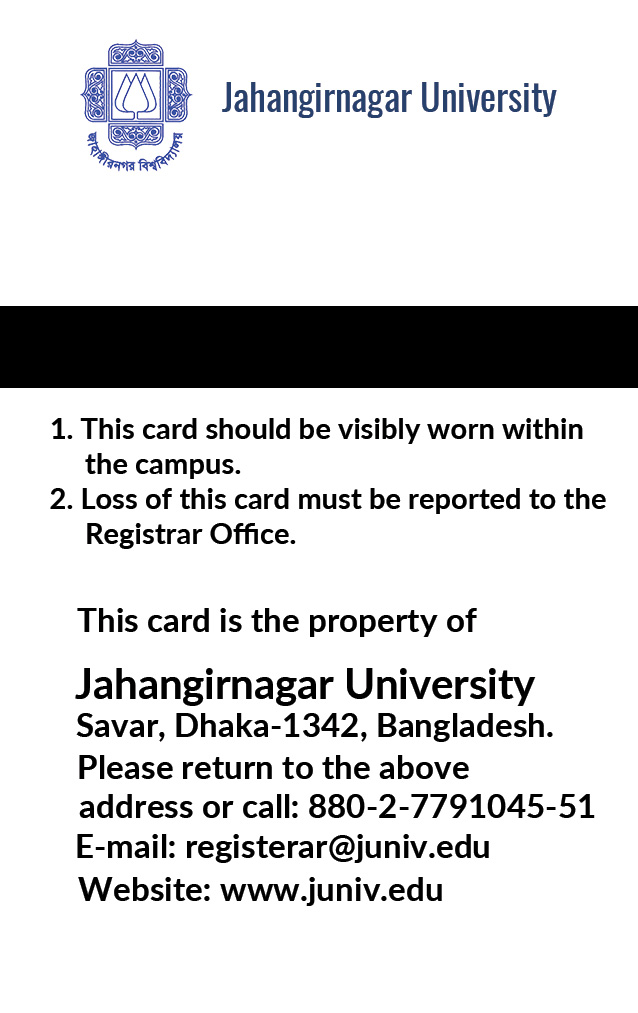 Jahangirnagar University
জাহাঙ্গীরনগর বিশ্ববিদ্যালয়
1. This card should be visibly worn within
the campus.
2. Loss of this card must be reported to the
Registrar Office.
This card is the property of
Jahangirnagar University
Savar, Dhaka-1342, Bangladesh.
Please return to the above
address or call: 880-2-7791045-51
E-mail: registerar@juniv.edu
Website: www.juniv.edu